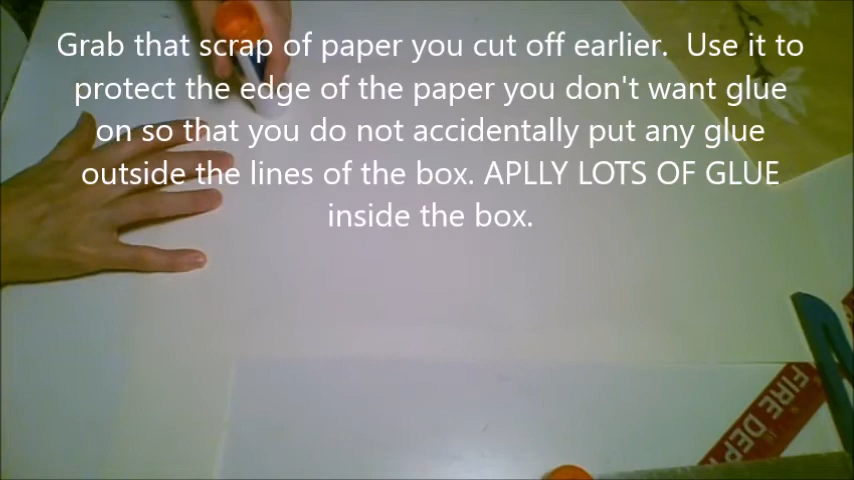 Grab that scrap of paper you cut off earlier.  Use it to
protect the edge of the paper you don't want glue
on so that you do not accidentally put any glue
outside the lines of the box. APLLY LOTS OF GLUE
inside the box.
FIRE DEP